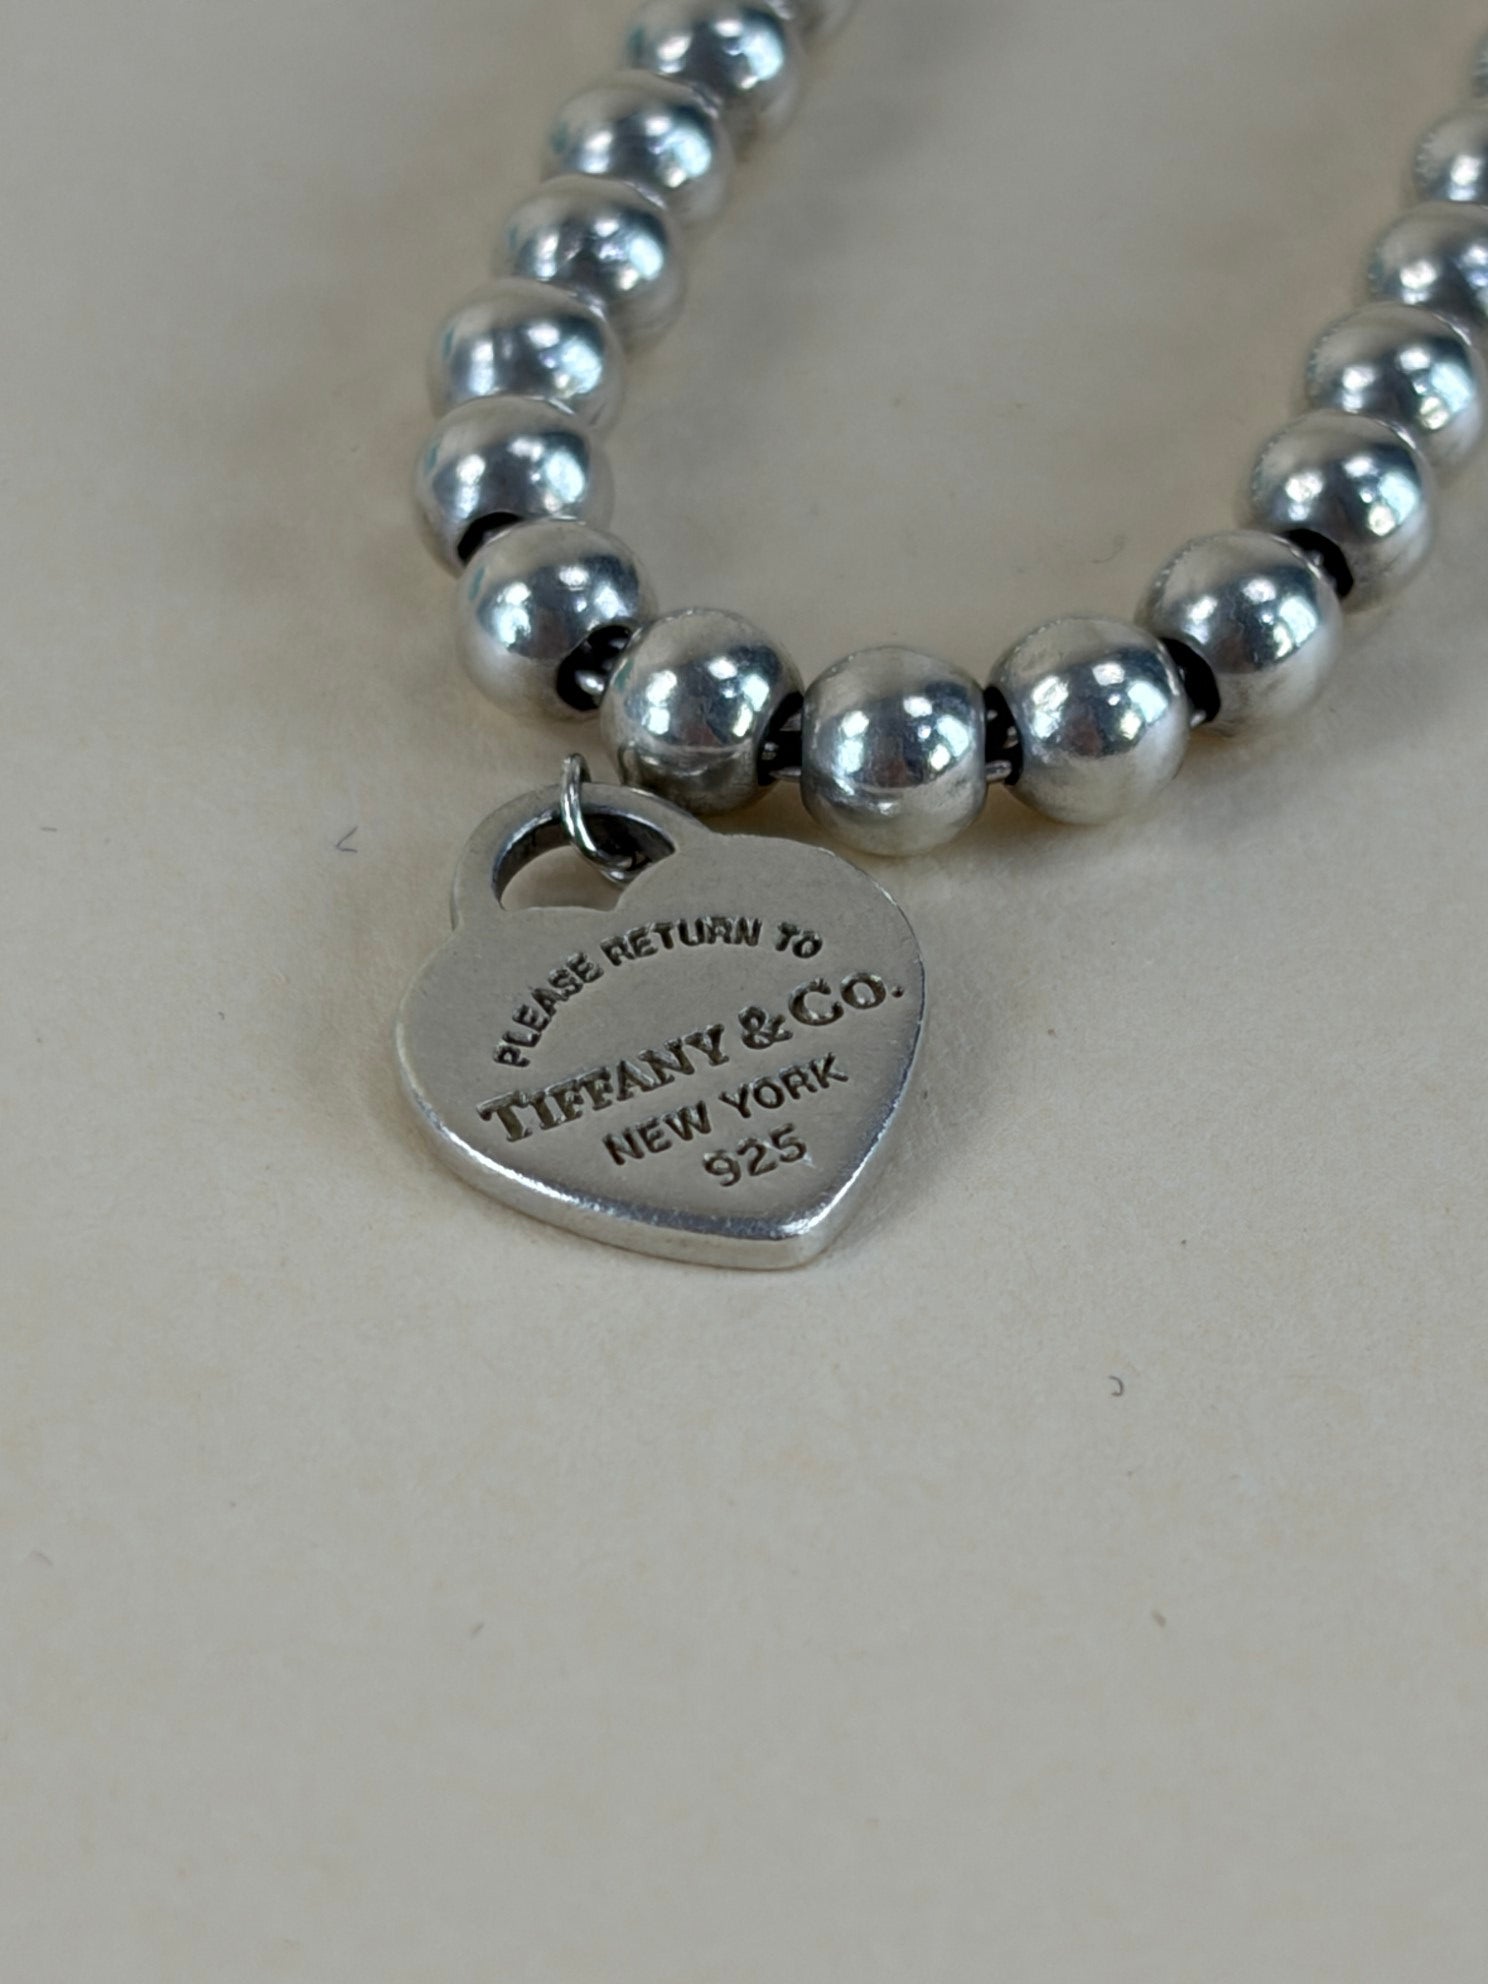 PLEASE RETURN TO
TIFFANY & CO.
NEW YORK
925